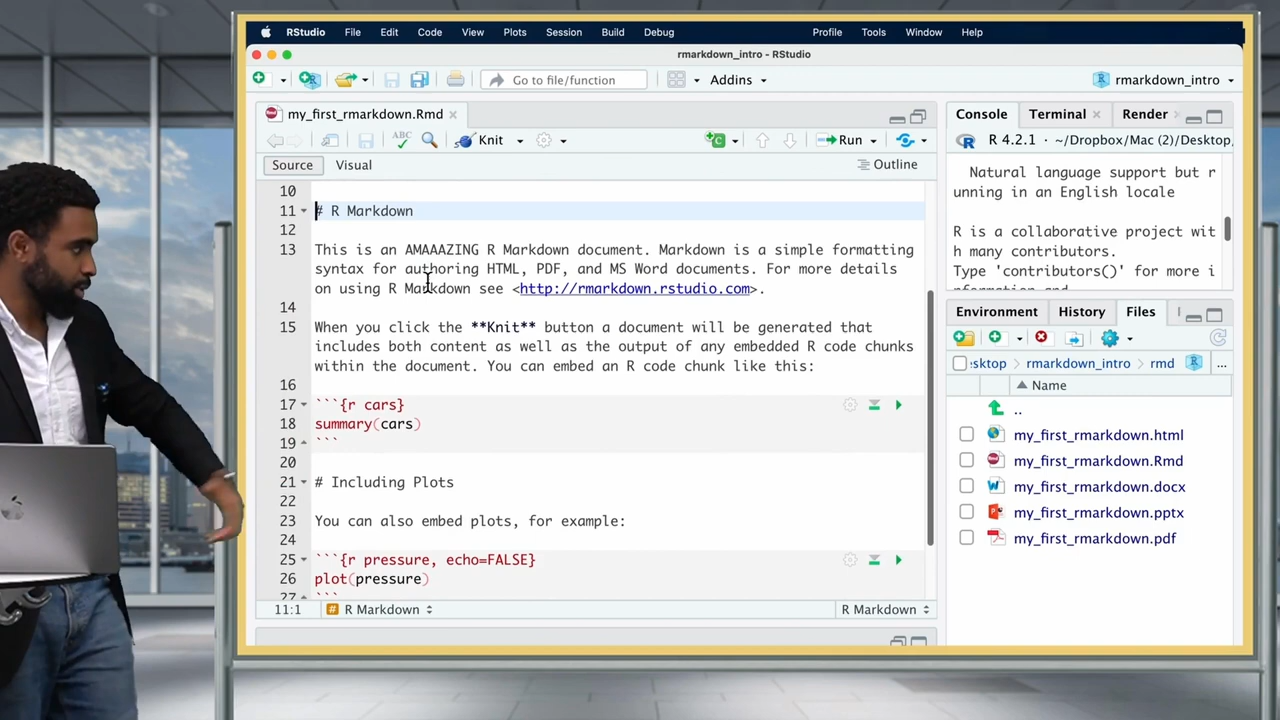 RStudio File Edit Code View Plots Session Build Debug Profile Tools Window Help
rmarkdown_intro - RStudio
Go to file/function Addins rmarkdown_intro
my_first_rmarkdown.Rmd
ABC Knit Run
Source Visual Outline
10
11 # R Markdown
12
13 This is an AMAAAZING R Markdown document. Markdown is a simple formatting
syntax for authoring HTML, PDF, and MS Word documents. For more details
on using R Markdown see <http://rmarkdown.rstudio.com>.
14
15 When you click the **Knit** button a document will be generated that
includes both content as well as the output of any embedded R code chunks
within the document. You can embed an R code chunk like this:
16
17 ```{r cars}
18 summary(cars)
19 ```
20
21 # Including Plots
22
23 You can also embed plots, for example:
24
25 ```{r pressure, echo=FALSE}
26 plot(pressure)
27 ```
11:1 # R Markdown R Markdown
Console Terminal Render
R 4.2.1 · ~/Dropbox/Mac (2)/Desktop
Natural language support but r
unning in an English locale
R is a collaborative project wit
h many contributors.
Type 'contributors()' for more i
nformation and
Environment History Files
esktop rmarkdown_intro rmd R ...
Name
..
my_first_rmarkdown.html
my_first_rmarkdown.Rmd
my_first_rmarkdown.docx
my_first_rmarkdown.pptx
my_first_rmarkdown.pdf